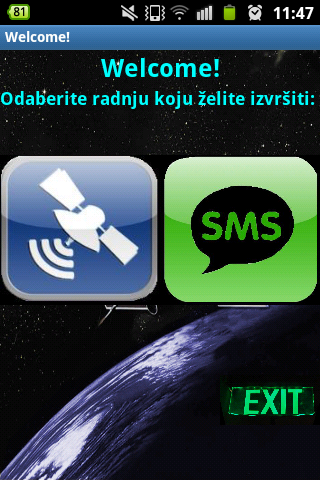 81 11:47
Welcome!
Welcome!
Odaberite radnju koju želite izvršiti:
SMS
EXIT